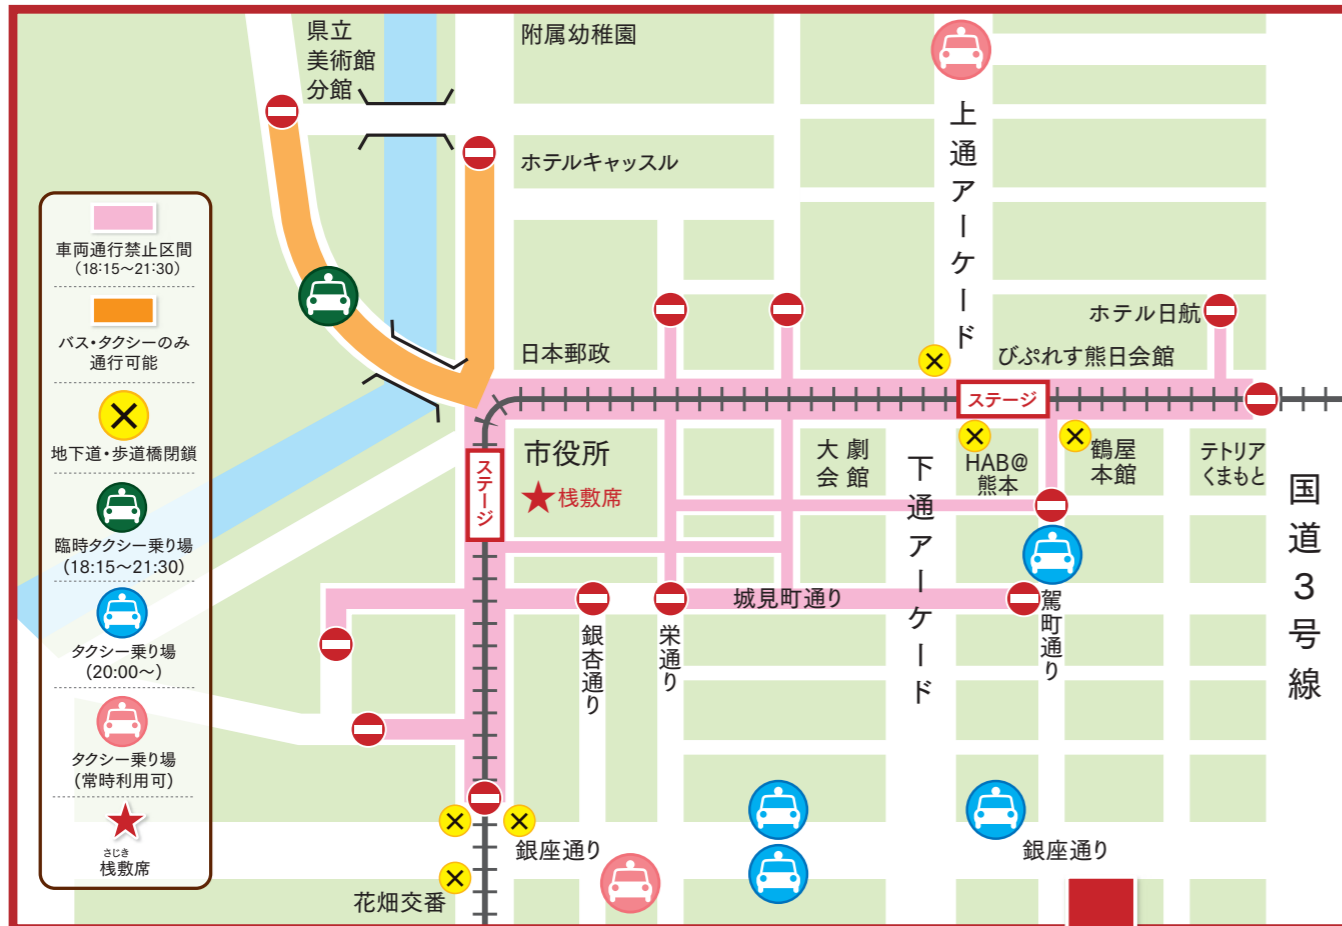 県立
美術館
分館
附属幼稚園
上通アーケード
ホテルキャッスル
車両通行禁止区間
(18:15～21:30)
バス・タクシーのみ
通行可能
地下道・歩道橋閉鎖
臨時タクシー乗り場
(18:15～21:30)
タクシー乗り場
(20:00～)
タクシー乗り場
(常時利用可)
さじき
桟敷席
日本郵政
ホテル日航
びぷれす熊日会館
ステージ
ステージ
市役所
桟敷席
大劇
会館
下通アーケード
HAB@
熊本
鶴屋
本館
テトリア
くまもと
国道3号線
城見町通り
銀杏通り
栄通り
駕町通り
銀座通り
銀座通り
花畑交番